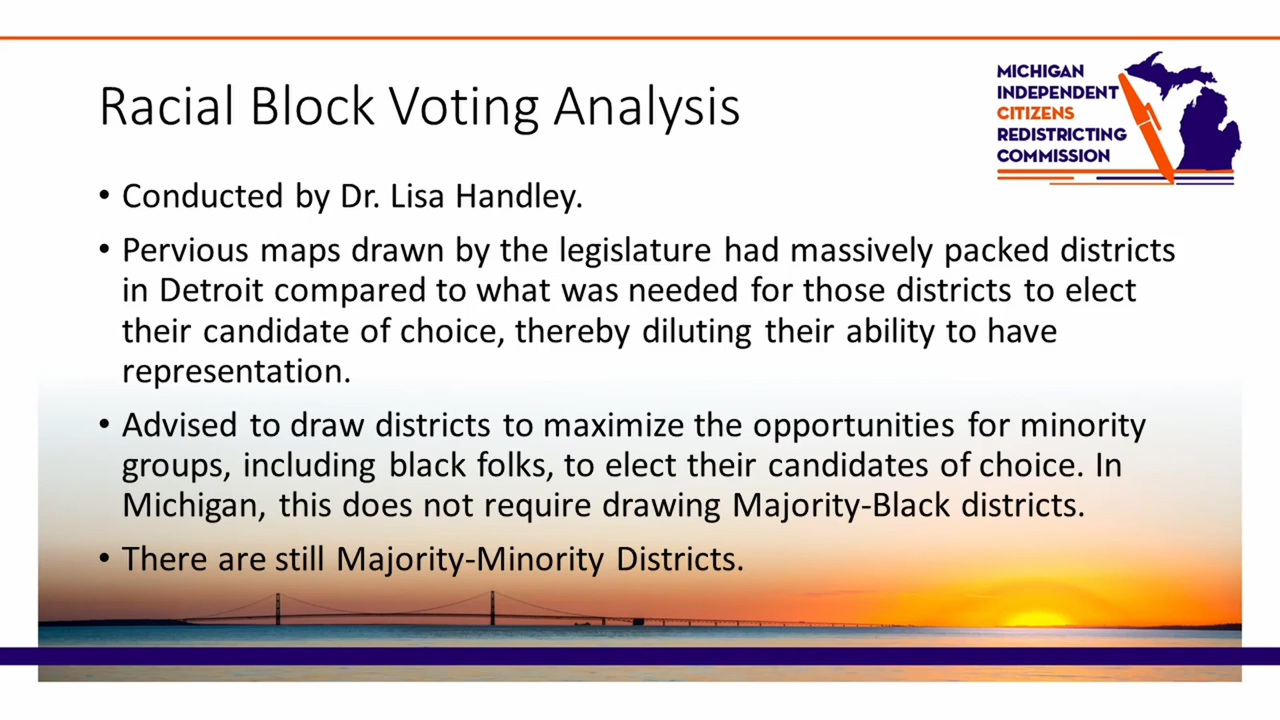 Racial Block Voting Analysis
MICHIGAN
INDEPENDENT
CITIZENS
REDISTRICTING
COMMISSION
• Conducted by Dr. Lisa Handley.
• Pervious maps drawn by the legislature had massively packed districts
in Detroit compared to what was needed for those districts to elect
their candidate of choice, thereby diluting their ability to have
representation.
• Advised to draw districts to maximize the opportunities for minority
groups, including black folks, to elect their candidates of choice. In
Michigan, this does not require drawing Majority-Black districts.
• There are still Majority-Minority Districts.